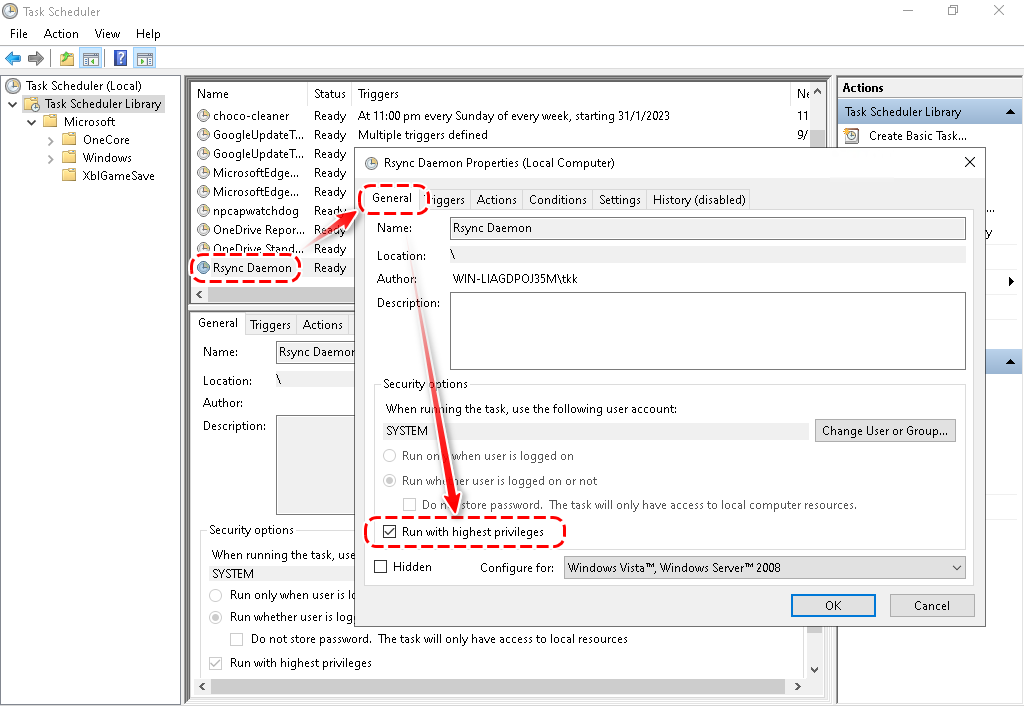 Task Scheduler
File Action View Help
Task Scheduler (Local)
Task Scheduler Library
Microsoft
OneCore
Windows
XblGameSave
Name Status Triggers Ne
choco-cleaner Ready At 11:00 pm every Sunday of every week, starting 31/1/2023 11
GoogleUpdateT... Ready Multiple triggers defined 9/
GoogleUpdateT... Ready
MicrosoftEdge... Ready
MicrosoftEdge... Ready
npcapwatchdog Ready
OneDrive Repor... Ready
OneDrive Stand... Ready
Rsync Daemon Ready
General Triggers Actions
Name: Rsync Daemon
Location: \
Author:
Description:
Security options
When running the task, use
SYSTEM
Run only when user is lo
Run whether user is logg
Do not store password. The task will only have access to local resources
Run with highest privileges
Actions
Task Scheduler Library
Create Basic Task...
...
y
Rsync Daemon Properties (Local Computer)
General Triggers Actions Conditions Settings History (disabled)
Name: Rsync Daemon
Location: \
Author: WIN-LIAGDPOJ35M\tkk
Description:
Security options
When running the task, use the following user account:
SYSTEM Change User or Group...
Run only when user is logged on
Run whether user is logged on or not
Do not store password. The task will only have access to local computer resources.
Run with highest privileges
Hidden Configure for: Windows Vista™, Windows Server™ 2008
OK Cancel